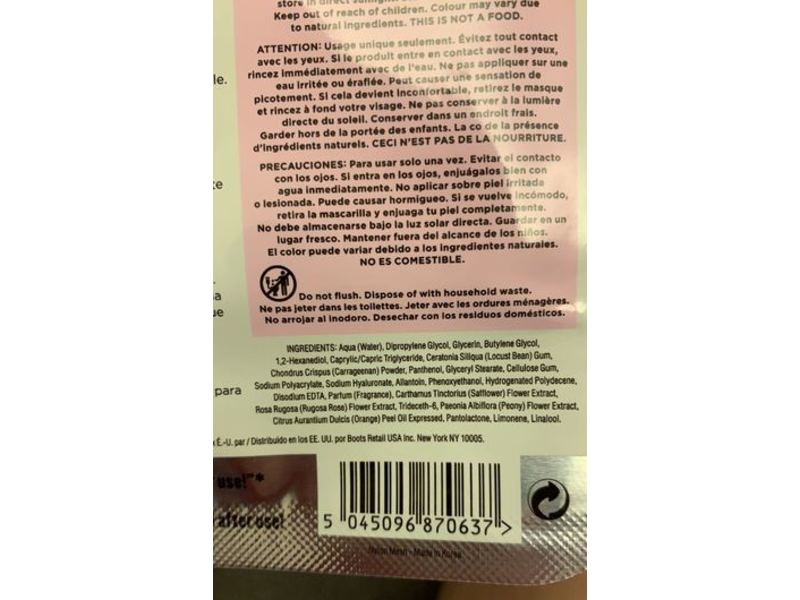 store in direct sunlight.
Keep out of reach of children. Colour may vary due
to natural ingredients. THIS IS NOT A FOOD.
ATTENTION: Usage unique seulement. Évitez tout contact
avec les yeux. Si le produit entre en contact avec les yeux,
rincez immédiatement avec de l'eau. Ne pas appliquer sur une
eau irritée ou éraflée. Peut causer une sensation de
picotement. Si cela devient inconfortable, retirez le masque
et rincez à fond votre visage. Ne pas conserver à la lumière
directe du soleil. Conserver dans un endroit frais.
Garder hors de la portée des enfants. La co de la présence
d'ingrédients naturels. CECI N'EST PAS DE LA NOURRITURE.
PRECAUCIONES: Para usar solo una vez. Evitar el contacto
con los ojos. Si entra en los ojos, enjuágalos bien con
agua inmediatamente. No aplicar sobre piel irritada
o lesionada. Puede causar hormigueo. Si se vuelve incómodo,
retira la mascarilla y enjuaga tu piel completamente.
No debe almacenarse bajo la luz solar directa. Guardar en un
lugar fresco. Mantener fuera del alcance de los niños.
El color puede variar debido a los ingredientes naturales.
NO ES COMESTIBLE.
Do not flush. Dispose of with household waste.
Ne pas jeter dans les toilettes. Jeter avec les ordures ménagères.
No arrojar al inodoro. Desechar con los residuos domésticos.
le.
te
sa
ue
para
INGREDIENTS: Aqua (Water), Dipropylene Glycol, Glycerin, Butylene Glycol,
1,2-Hexanediol, Caprylic/Capric Triglyceride, Ceratonia Siliqua (Locust Bean) Gum,
Chondrus Crispus (Carrageenan) Powder, Panthenol, Glyceryl Stearate, Cellulose Gum,
Sodium Polyacrylate, Sodium Hyaluronate, Allantoin, Phenoxyethanol, Hydrogenated Polydecene,
Disodium EDTA, Parfum (Fragrance), Carthamus Tinctorius (Safflower) Flower Extract,
Rosa Rugosa (Rugosa Rose) Flower Extract, Trideceth-6, Paeonia Albiflora (Peony) Flower Extract,
Citrus Aurantium Dulcis (Orange) Peel Oil Expressed, Pantolactone, Limonene, Linalool.
É.-U. par / Distribuido en los EE. UU. por Boots Retail USA Inc. New York NY 10005.
use!"*
after use!
5 045096 870637 >
Nylon Mesh - Made in Korea